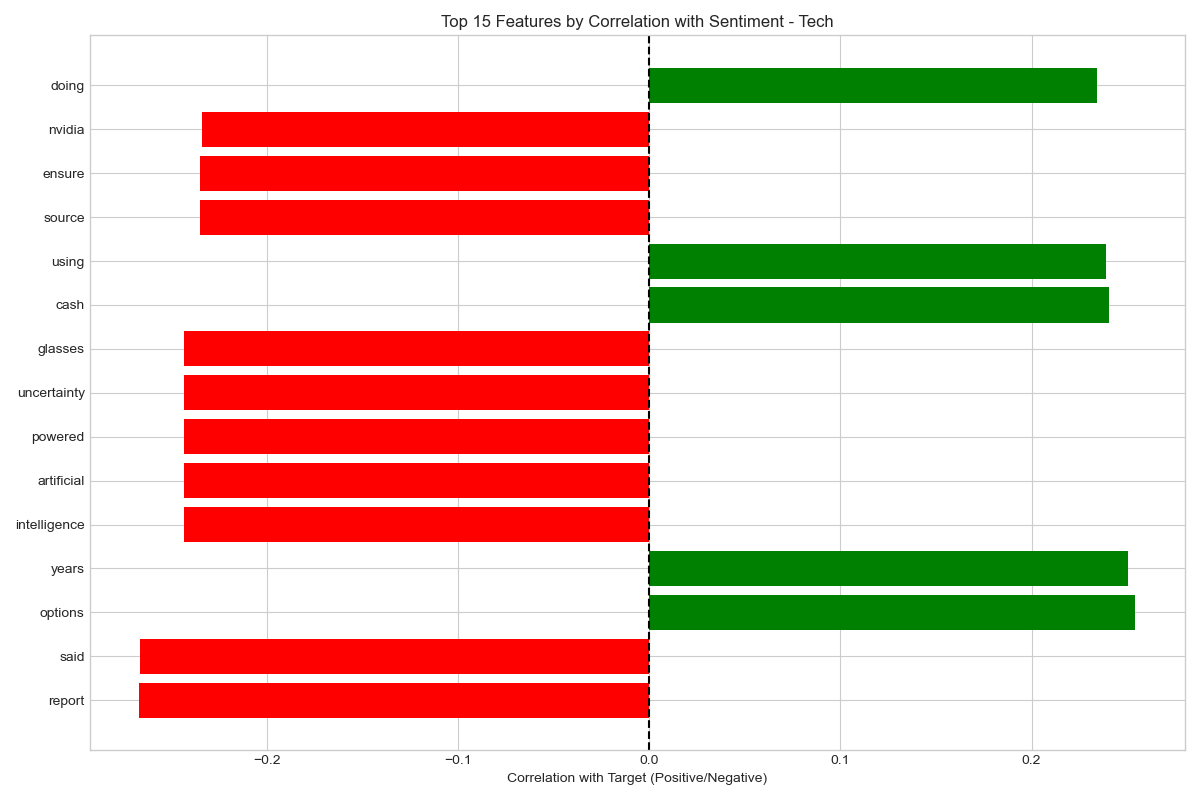 Top 15 Features by Correlation with Sentiment - Tech
doing
nvidia
ensure
source
using
cash
glasses
uncertainty
powered
artificial
intelligence
years
options
said
report
−0.2 −0.1 0.0 0.1 0.2
Correlation with Target (Positive/Negative)